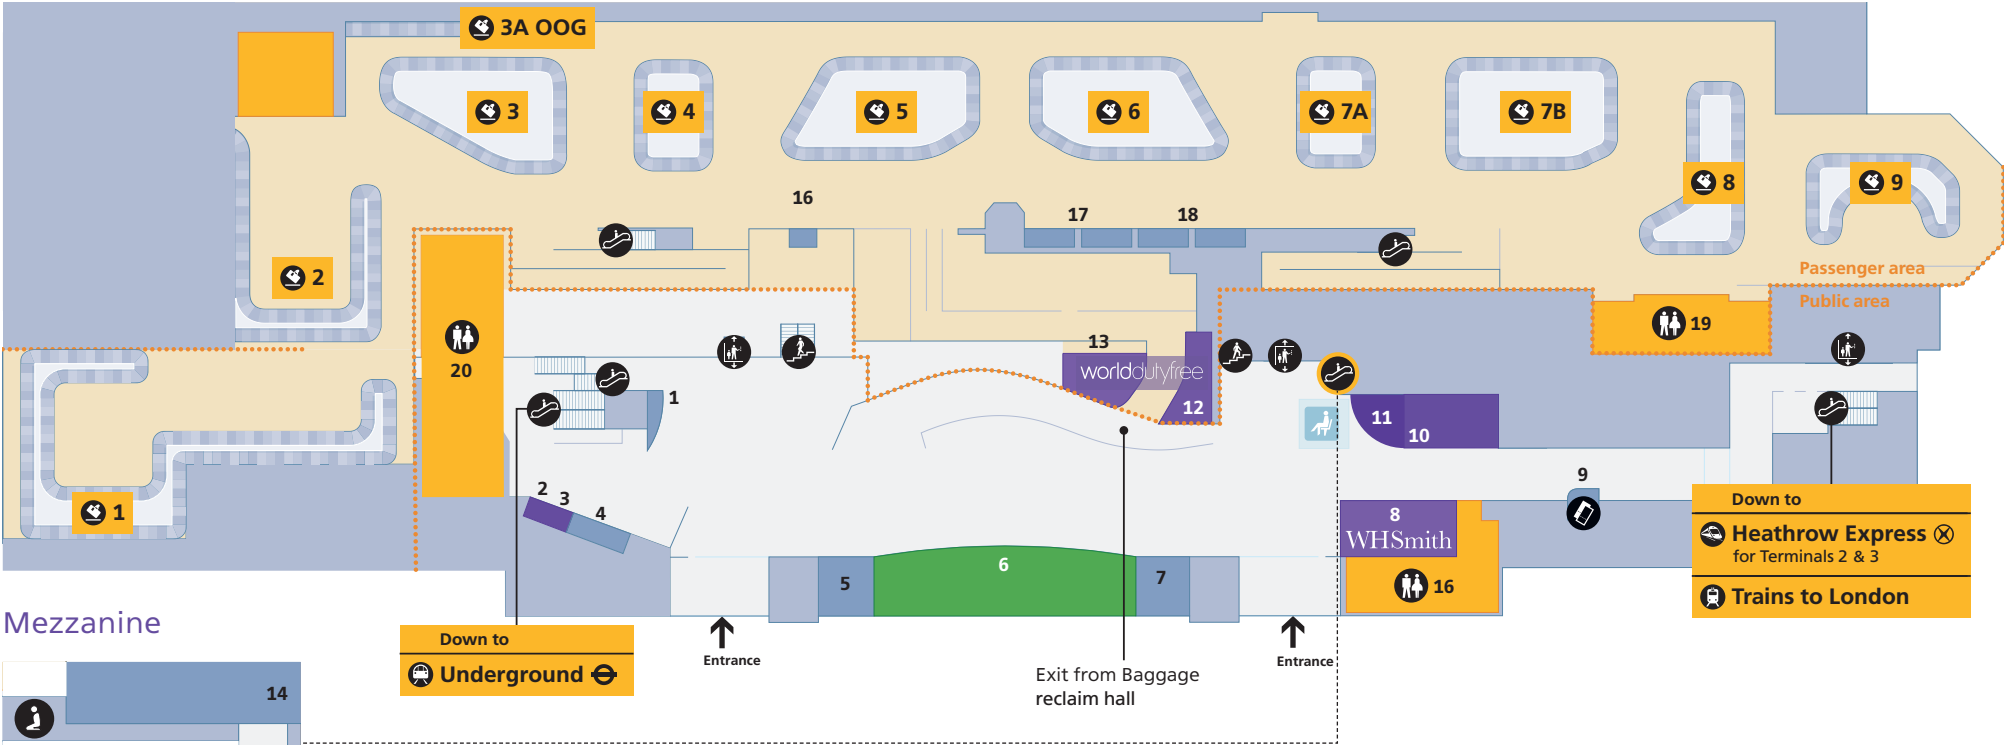 3A OOG
3
4
5
6
7A
7B
8
9
16
17
18
2
Passenger area
Public area
19
20
13
worlddutyfree
12
1
11
10
2
3
4
9
8
WHSmith
1
5
6
7
16
Down to
Heathrow Express
for Terminals 2 & 3
Trains to London
Mezzanine
Down to
Underground
Entrance
Entrance
Exit from Baggage
reclaim hall
14